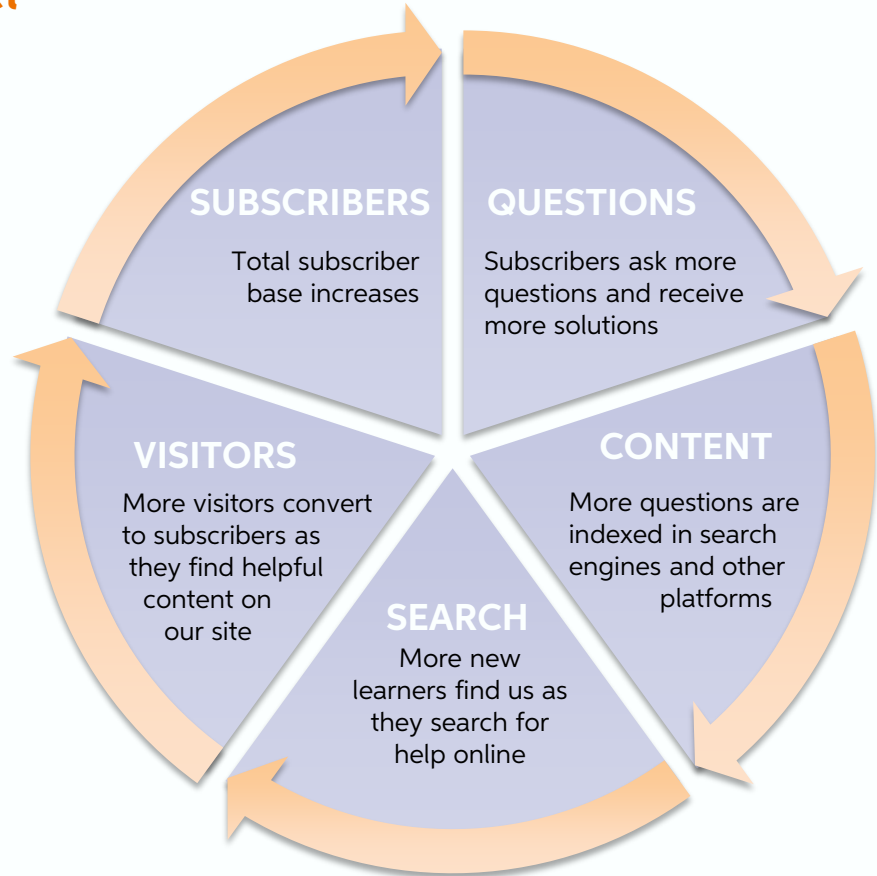 SUBSCRIBERS
Total subscriber
base increases
QUESTIONS
Subscribers ask more
questions and receive
more solutions
CONTENT
More questions are
indexed in search
engines and other
platforms
SEARCH
More new
learners find us as
they search for
help online
VISITORS
More visitors convert
to subscribers as
they find helpful
content on
our site